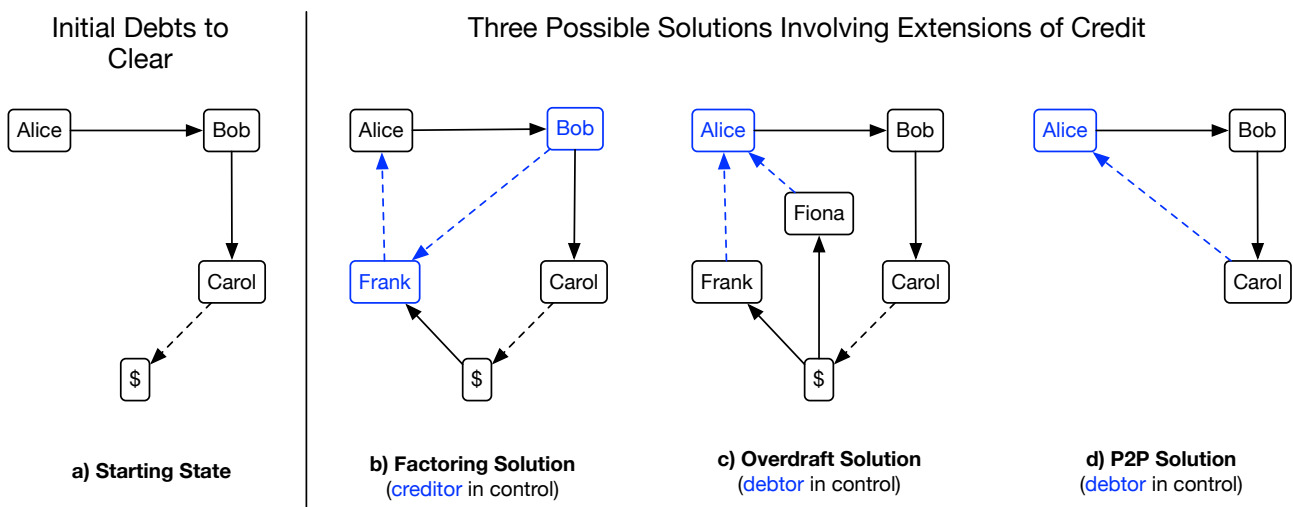 Initial Debts to
Clear
Three Possible Solutions Involving Extensions of Credit
Alice
Bob
Carol
$
a) Starting State
Alice
Bob
Frank
Carol
$
b) Factoring Solution
(creditor in control)
Alice
Bob
Fiona
Frank
Carol
$
c) Overdraft Solution
(debtor in control)
Alice
Bob
Carol
d) P2P Solution
(debtor in control)